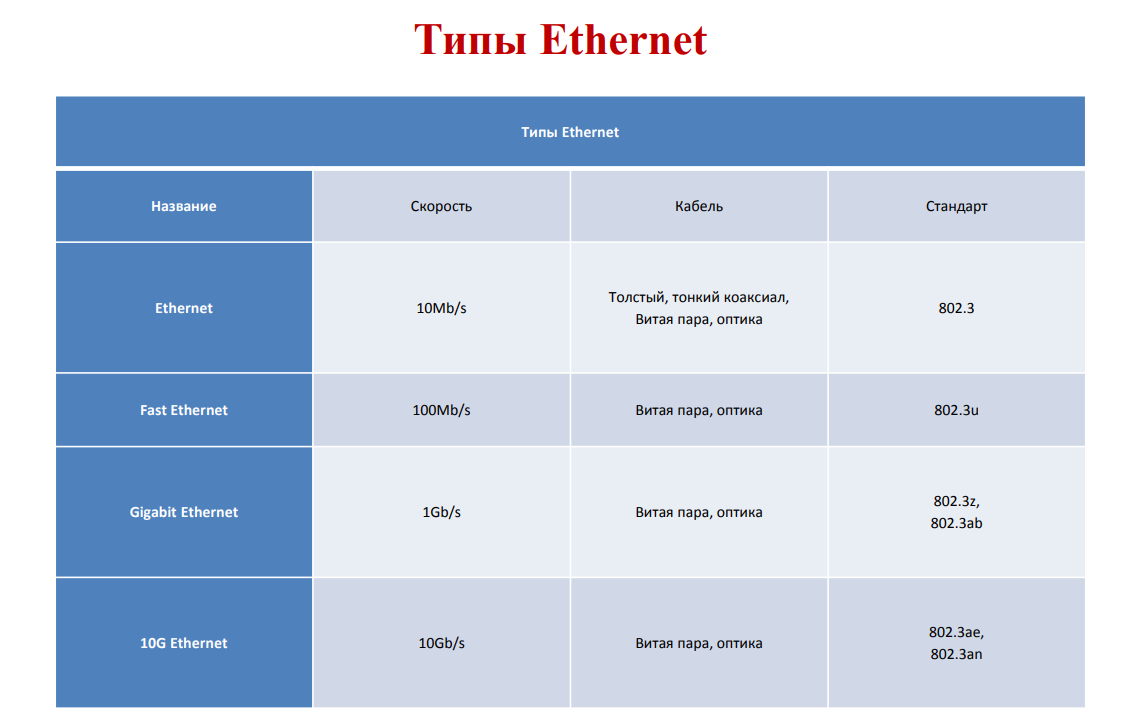 Типы Ethernet
Типы Ethernet
Название Скорость Кабель Стандарт
Ethernet 10Mb/s Толстый, тонкий коаксиал, Витая пара, оптика 802.3
Fast Ethernet 100Mb/s Витая пара, оптика 802.3u
Gigabit Ethernet 1Gb/s Витая пара, оптика 802.3z, 802.3ab
10G Ethernet 10Gb/s Витая пара, оптика 802.3ae, 802.3an